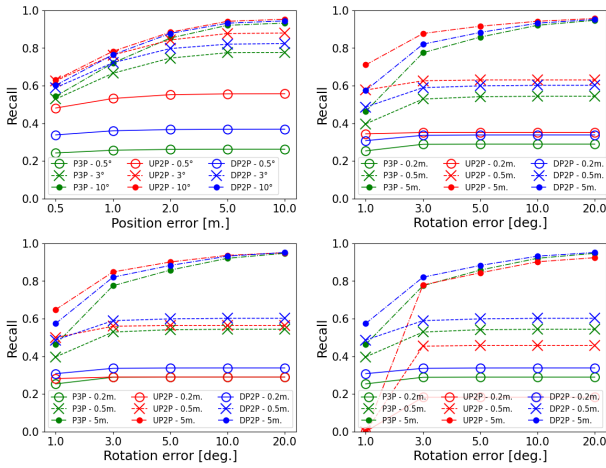 1.0
0.8
0.6
0.4
0.2
0.0
Recall
P3P - 0.5° UP2P - 0.5° DP2P - 0.5°
P3P - 3° UP2P - 3° DP2P - 3°
P3P - 10° UP2P - 10° DP2P - 10°
0.5 1.0 2.0 5.0 10.0
Position error [m.]
1.0
0.8
0.6
0.4
0.2
0.0
Recall
P3P - 0.2m. UP2P - 0.2m. DP2P - 0.2m.
P3P - 0.5m. UP2P - 0.5m. DP2P - 0.5m.
P3P - 5m. UP2P - 5m. DP2P - 5m.
1.0 3.0 5.0 10.0 20.0
Rotation error [deg.]
1.0
0.8
0.6
0.4
0.2
0.0
Recall
P3P - 0.2m. UP2P - 0.2m. DP2P - 0.2m.
P3P - 0.5m. UP2P - 0.5m. DP2P - 0.5m.
P3P - 5m. UP2P - 5m. DP2P - 5m.
1.0 3.0 5.0 10.0 20.0
Rotation error [deg.]
1.0
0.8
0.6
0.4
0.2
0.0
Recall
P3P - 0.2m. UP2P - 0.2m. DP2P - 0.2m.
P3P - 0.5m. UP2P - 0.5m. DP2P - 0.5m.
P3P - 5m. UP2P - 5m. DP2P - 5m.
1.0 3.0 5.0 10.0 20.0
Rotation error [deg.]